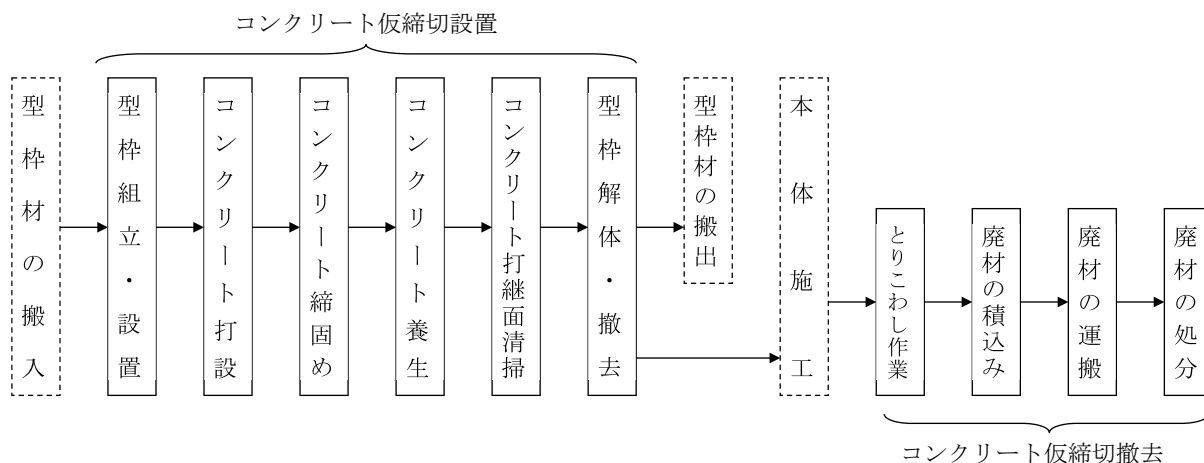 コンクリート仮締切設置
型枠材の搬入
型枠組立・設置
コンクリート打設
コンクリート締固め
コンクリート養生
コンクリート打継面清掃
型枠解体・撤去
型枠材の搬出
本体施工
とりこわし作業
廃材の積込み
廃材の運搬
廃材の処分
コンクリート仮締切撤去